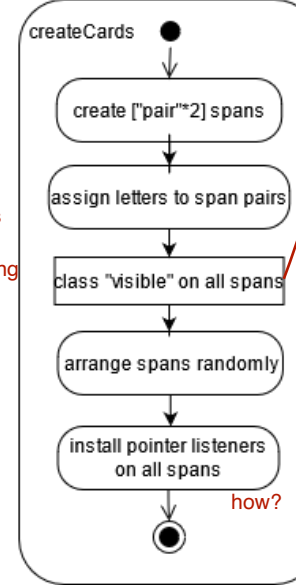 createCards
create ["pair"*2] spans
assign letters to span pairs
class "visible" on all spans
arrange spans randomly
install pointer listeners
on all spans
how?